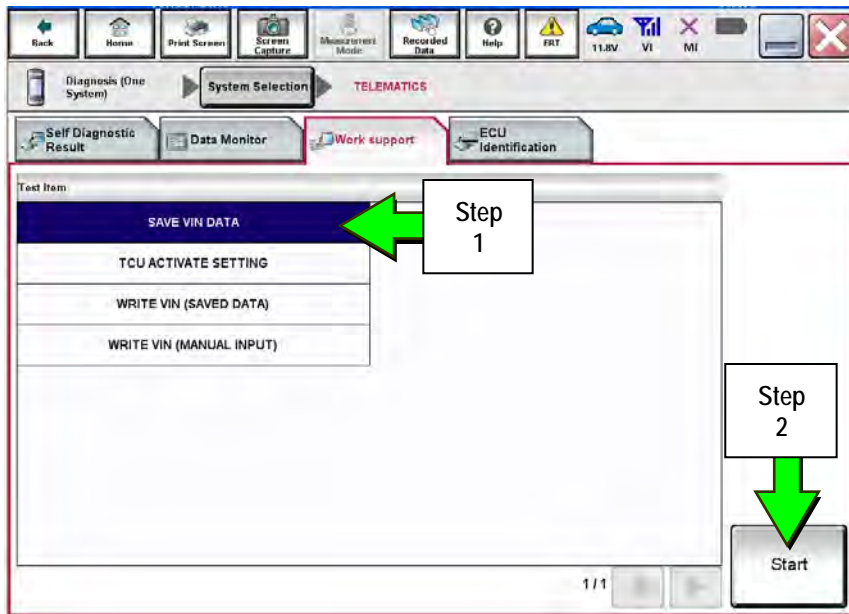 Back
Home
Print Screen
Screen
Capture
Measurement
Mode
Recorded
Data
Help
ERT
11.8V
VI
MI
Diagnosis (One
System)
System Selection
TELEMATICS
Self Diagnostic
Result
Data Monitor
Work support
ECU
Identification
Test Item
SAVE VIN DATA
Step
1
TCU ACTIVATE SETTING
WRITE VIN (SAVED DATA)
WRITE VIN (MANUAL INPUT)
Step
2
Start
1/1